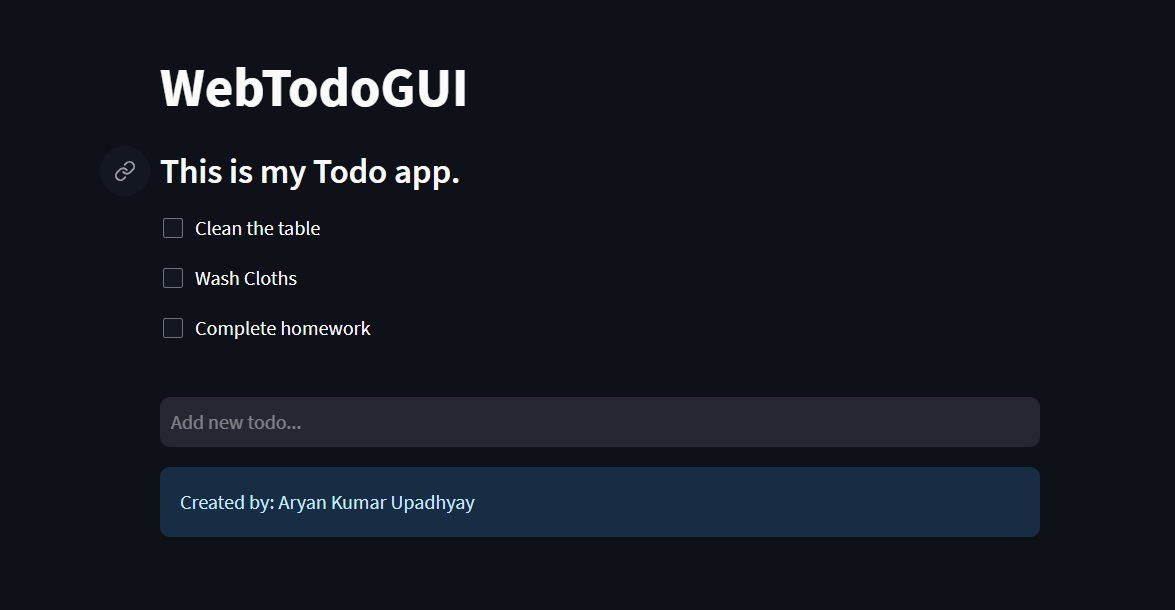 WebTodoGUI
This is my Todo app.
Clean the table
Wash Cloths
Complete homework
Add new todo...
Created by: Aryan Kumar Upadhyay